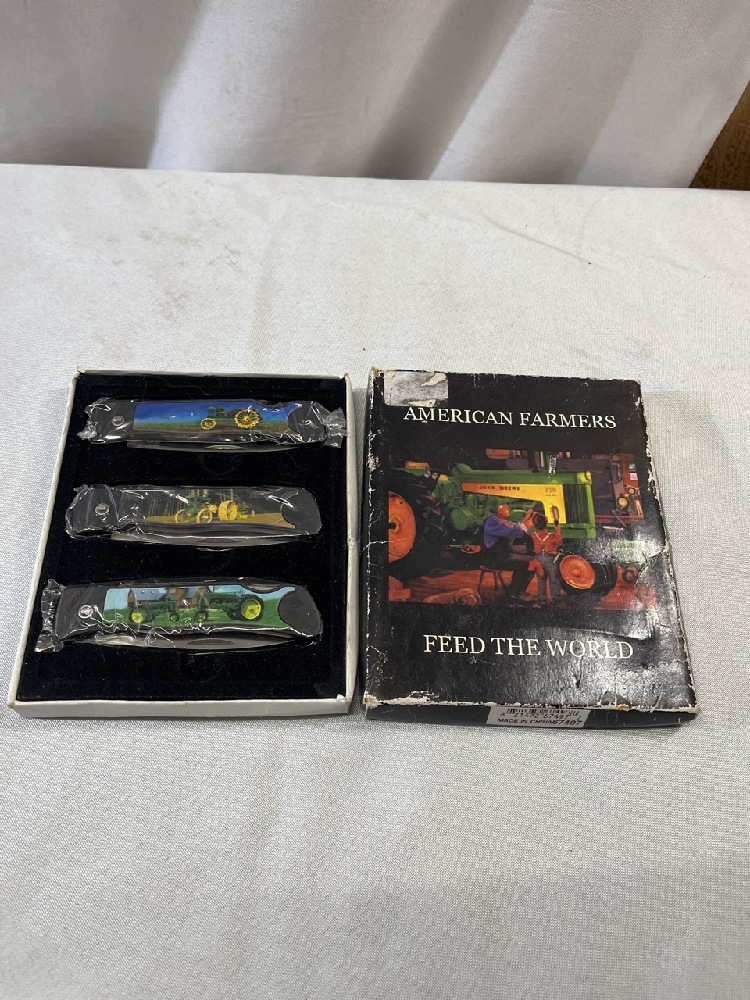 AMERICAN FARMERS
JOHN DEERE
FEED THE WORLD
MADE IN CHINA